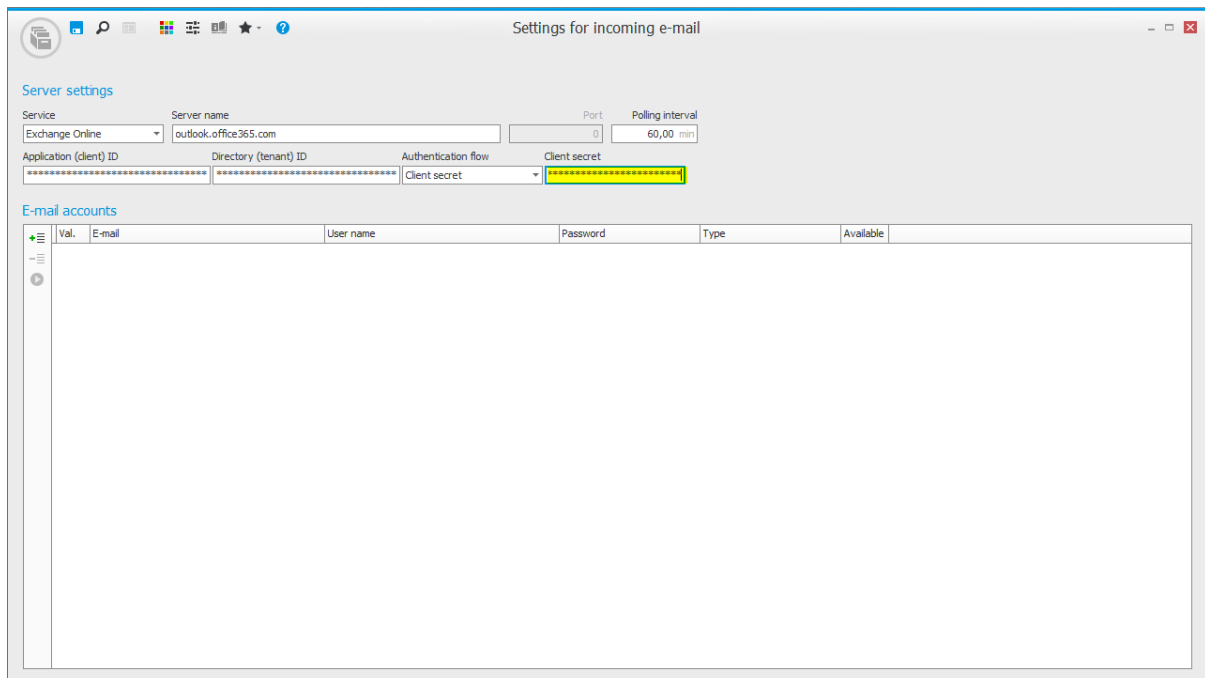 Settings for incoming e-mail
Server settings
Service Server name Port Polling interval
Exchange Online outlook.office365.com 0 60,00 min
Application (client) ID Directory (tenant) ID Authentication flow Client secret
******************************** ******************************** Client secret ************************
E-mail accounts
Val. E-mail User name Password Type Available